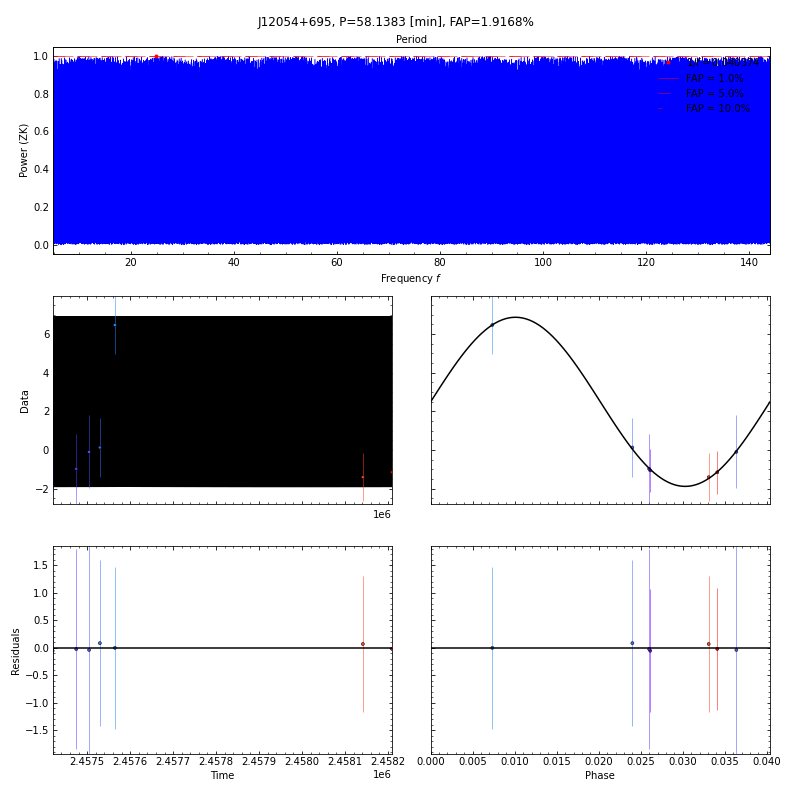 J12054+695, P=58.1383 [min], FAP=1.9168%
Period
1.0
0.8
0.6
0.4
0.2
0.0
Power (ZK)
FAP = 1.0%
FAP = 5.0%
FAP = 10.0%
20 40 60 80 100 120 140
Frequency f
6
4
2
0
−2
Data
1e6
1.5
1.0
0.5
0.0
−0.5
−1.0
−1.5
Residuals
2.4575 2.4576 2.4577 2.4578 2.4579 2.4580 2.4581 2.4582
Time
1e6
0.000 0.005 0.010 0.015 0.020 0.025 0.030 0.035 0.040
Phase